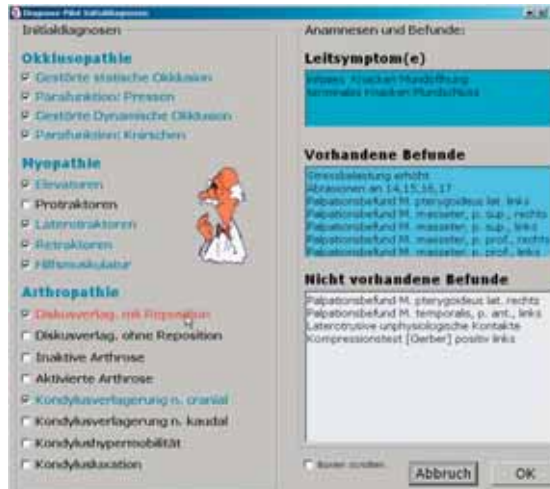 Diagnose-Pilot Initialdiagnosen
Initialdiagnosen
Okklusopathie
Gestörte statische Okklusion
Parafunktion: Pressen
Gestörte Dynamische Okklusion
Parafunktion: Knirschen
Myopathie
Elevatoren
Protraktoren
Laterotraktoren
Retraktoren
Hilfsmuskulatur
Arthropathie
Diskusverlag. mit Reposition
Diskusverlag. ohne Reposition
Inaktive Arthrose
Aktivierte Arthrose
Kondylusverlagerung n. cranial
Kondylusverlagerung n. kaudal
Kondylushypermobilität
Kondylusluxation
Anamnesen und Befunde:
Leitsymptom(e)
initiales Knacken Mundöffnung
terminales Knacken Mundschluss
Vorhandene Befunde
Stressbelastung erhöht
Abrasionen an 14,15,16,17
Palpationsbefund M. pterygoideus lat. links
Palpationsbefund M. masseter, p. sup., rechts
Palpationsbefund M. masseter, p. sup., links
Palpationsbefund M. masseter, p. prof., rechts
Palpationsbefund M. masseter, p. prof., links
Nicht vorhandene Befunde
Palpationsbefund M. pterygoideus lat. rechts
Palpationsbefund M. temporalis, p. ant., links
Laterotrusive unphysiologische Kontakte
Kompressionstest [Gerber] positiv links
Abbruch
OK